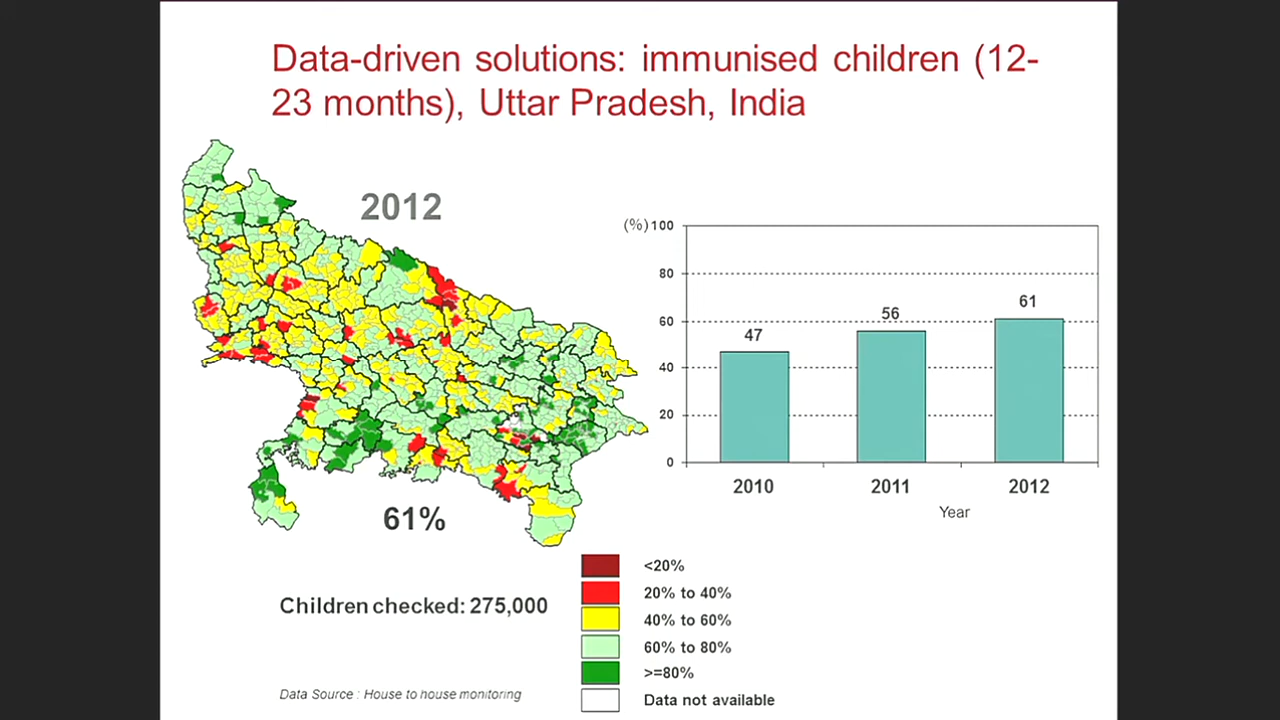 Data-driven solutions: immunised children (12-
23 months), Uttar Pradesh, India
2012
(%)
100
80
60
40
20
0
47
56
61
2010
2011
2012
Year
61%
Children checked: 275,000
<20%
20% to 40%
40% to 60%
60% to 80%
>=80%
Data not available
Data Source : House to house monitoring